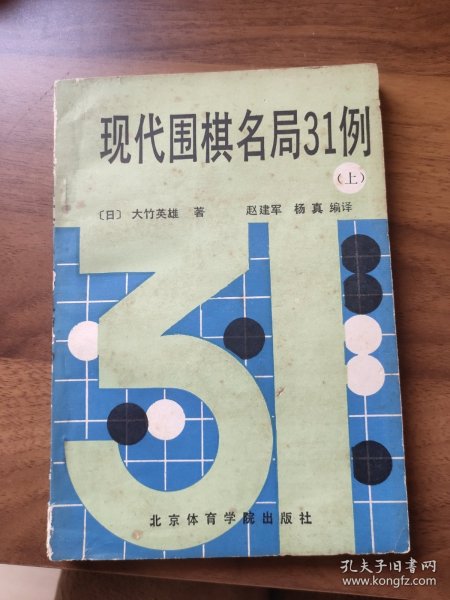 现代围棋名局31例
(上)
〔日〕 大竹英雄 著 赵建军 杨真 编译
31
北京体育学院出版社
孔夫子旧书网
www.kongfz.com